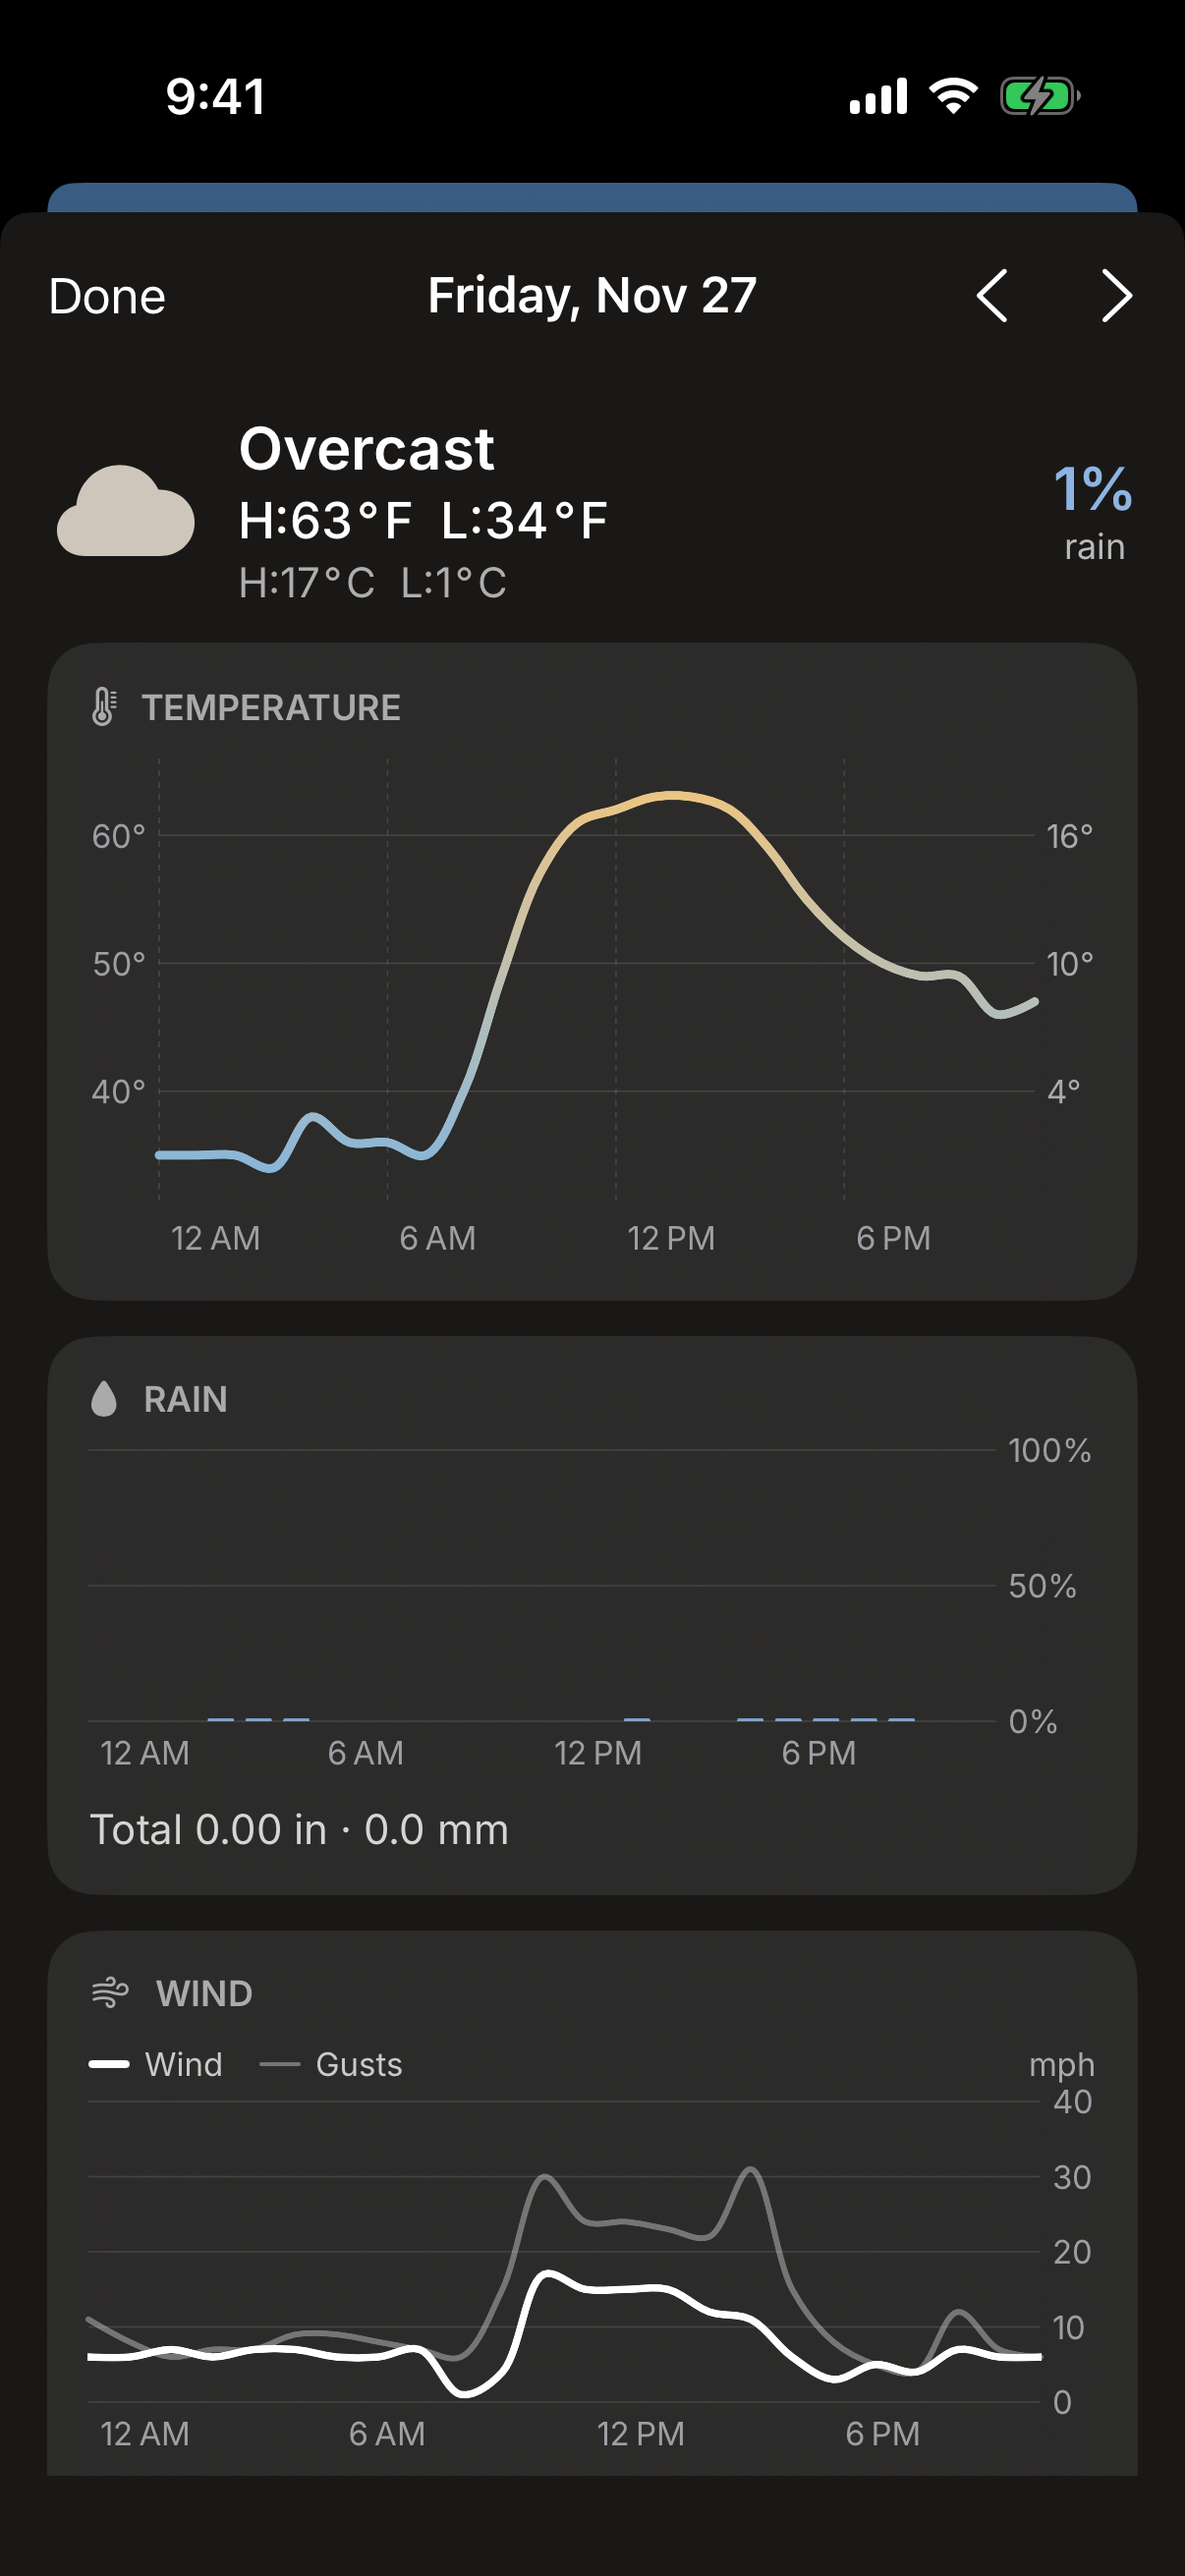 9:41
Done Friday, Nov 27
Overcast
H:63°F L:34°F
H:17°C L:1°C
1%
rain
TEMPERATURE
60° 16°
50° 10°
40° 4°
12 AM 6 AM 12 PM 6 PM
RAIN
100%
50%
0%
12 AM 6 AM 12 PM 6 PM
Total 0.00 in · 0.0 mm
WIND
Wind Gusts mph
40
30
20
10
0
12 AM 6 AM 12 PM 6 PM